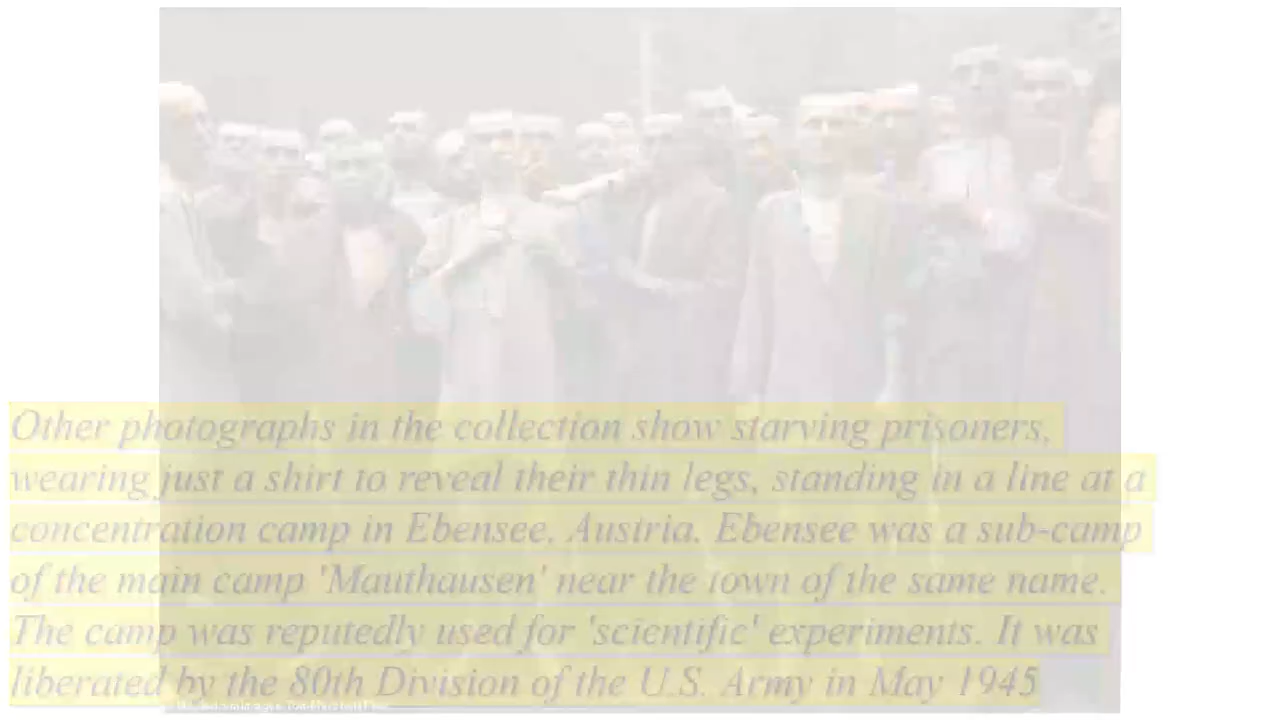 Other photographs in the collection show starving prisoners,
wearing just a shirt to reveal their thin legs, standing in a line at a
concentration camp in Ebensee, Austria. Ebensee was a sub-camp
of the main camp 'Mauthausen' near the town of the same name.
The camp was reputedly used for 'scientific' experiments. It was
liberated by the 80th Division of the U.S. Army in May 1945